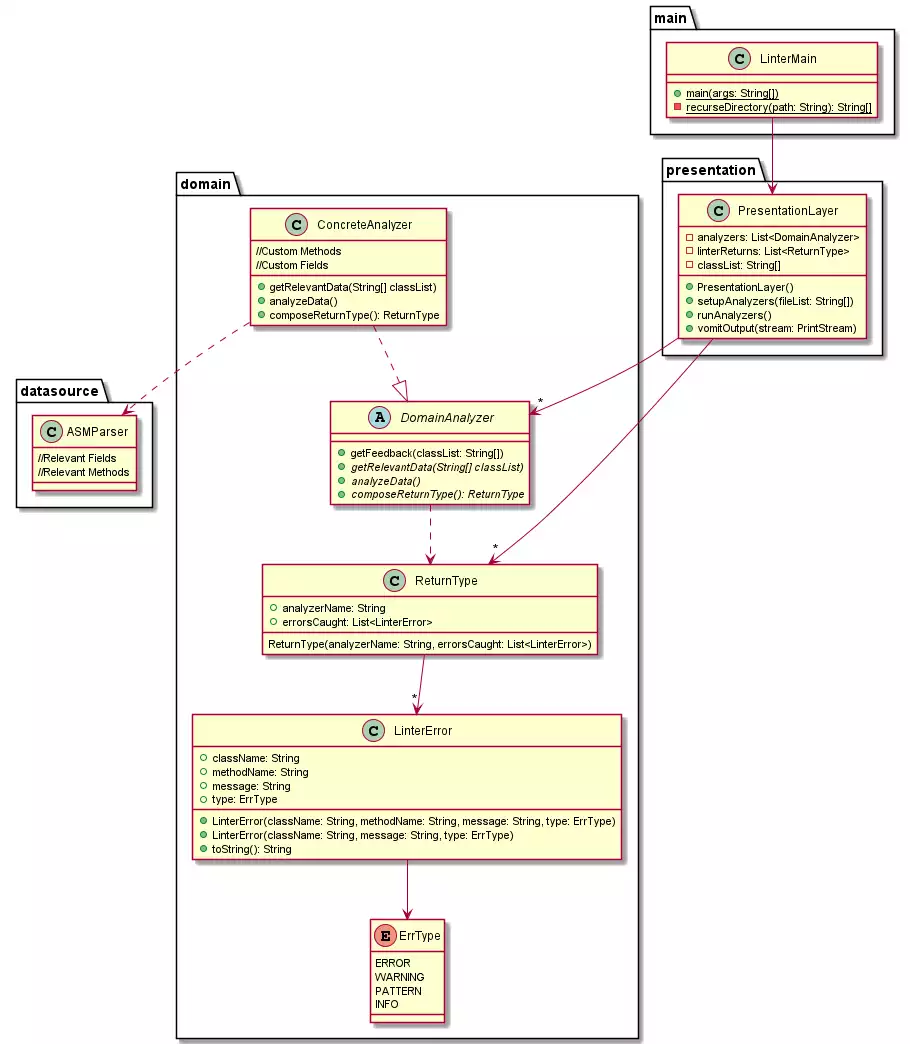 main
C LinterMain
main(args: String[])
recurseDirectory(path: String): String[]
presentation
C PresentationLayer
analyzers: List<DomainAnalyzer>
linterReturns: List<ReturnType>
classList: String[]
PresentationLayer()
setupAnalyzers(fileList: String[])
runAnalyzers()
vomitOutput(stream: PrintStream)
domain
C ConcreteAnalyzer
//Custom Methods
//Custom Fields
getRelevantData(String[] classList)
analyzeData()
composeReturnType(): ReturnType
datasource
C ASMParser
//Relevant Fields
//Relevant Methods
*
A DomainAnalyzer
getFeedback(classList: String[])
getRelevantData(String[] classList)
analyzeData()
composeReturnType(): ReturnType
*
C ReturnType
analyzerName: String
errorsCaught: List<LinterError>
ReturnType(analyzerName: String, errorsCaught: List<LinterError>)
*
C LinterError
className: String
methodName: String
message: String
type: ErrType
LinterError(className: String, methodName: String, message: String, type: ErrType)
LinterError(className: String, message: String, type: ErrType)
toString(): String
E ErrType
ERROR
WARNING
PATTERN
INFO